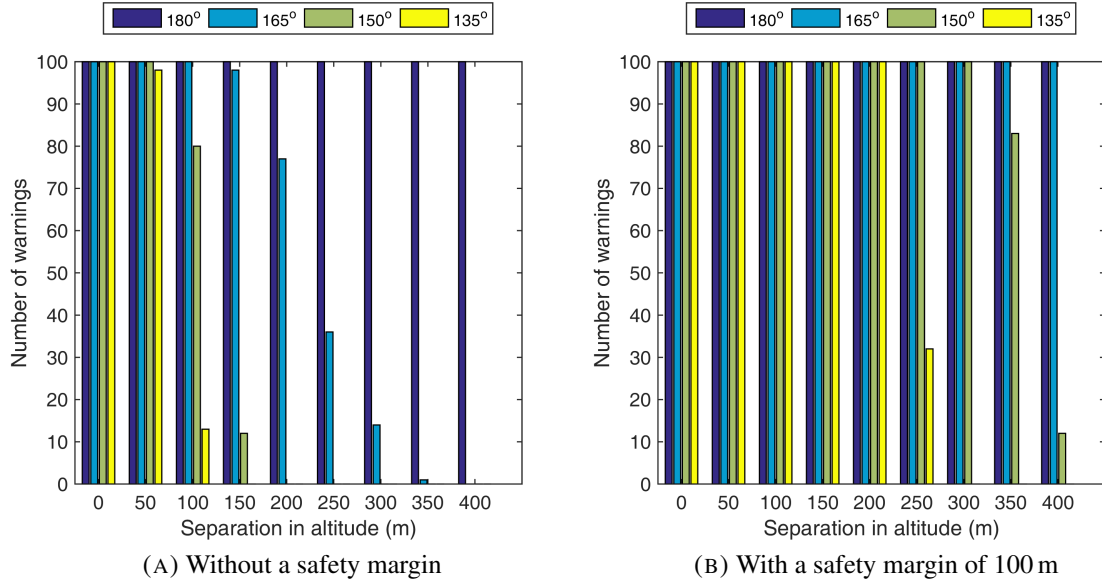 180° 165° 150° 135°
100
90
80
70
60
50
40
30
20
10
0
Number of warnings
0 50 100 150 200 250 300 350 400
Separation in altitude (m)
(A) Without a safety margin
180° 165° 150° 135°
100
90
80
70
60
50
40
30
20
10
0
Number of warnings
0 50 100 150 200 250 300 350 400
Separation in altitude (m)
(B) With a safety margin of 100 m